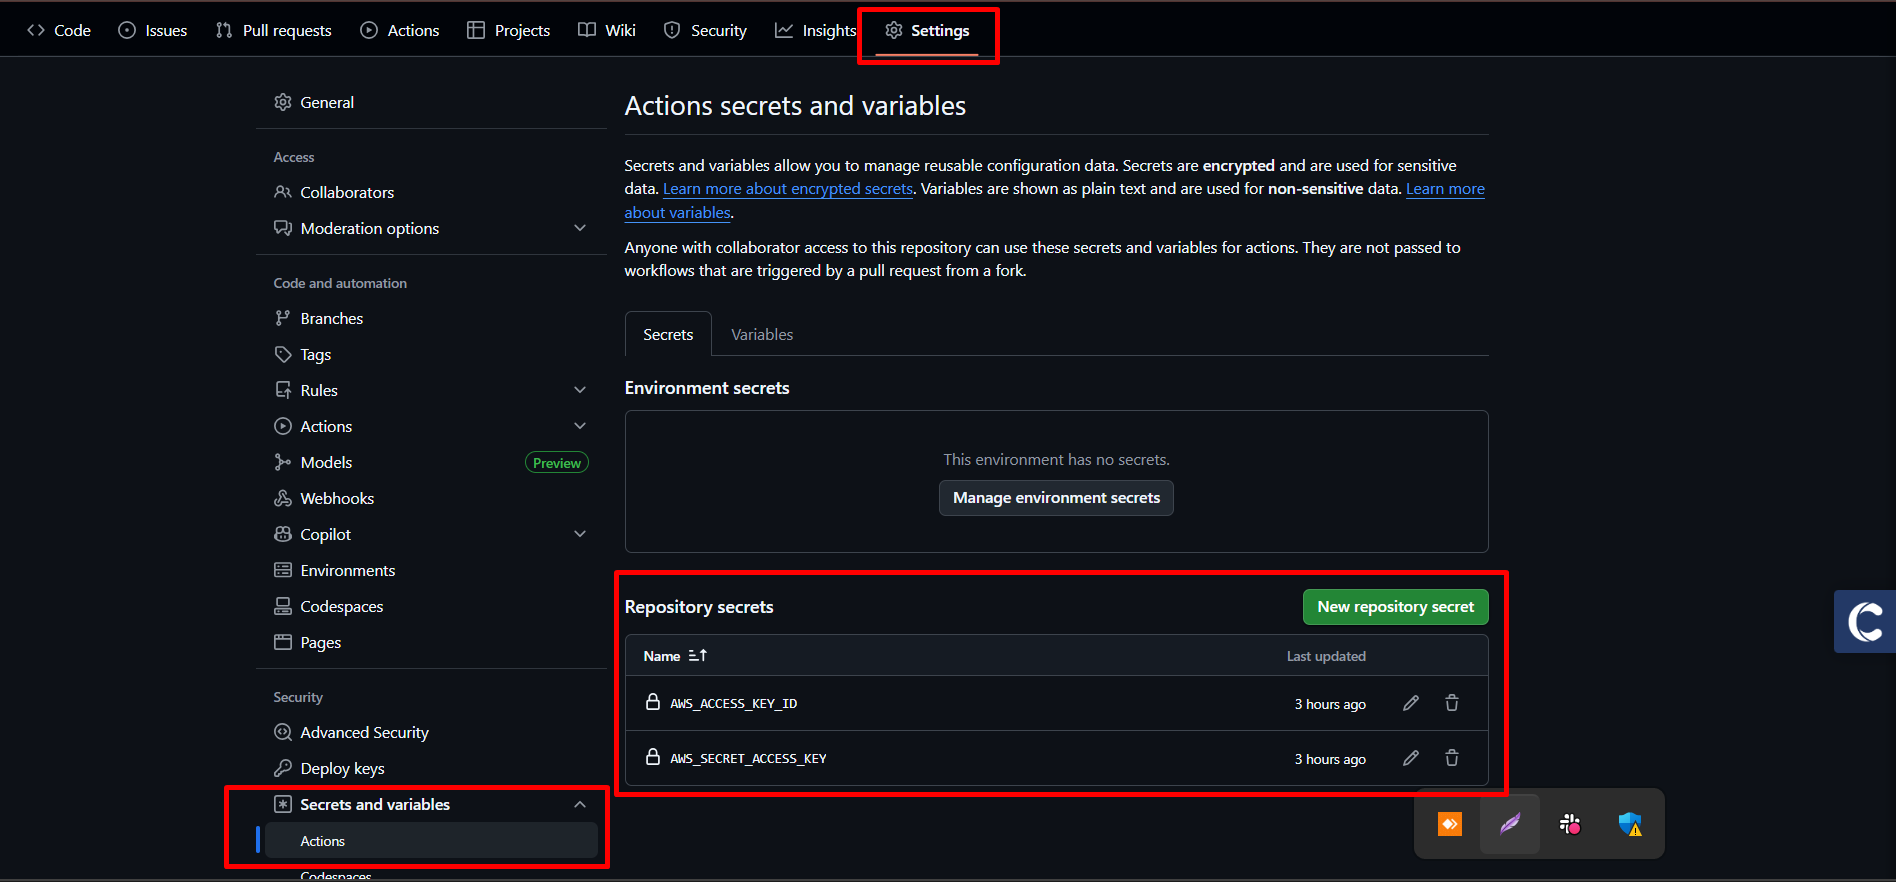 Code Issues Pull requests Actions Projects Wiki Security Insights Settings
General
Access
Collaborators
Moderation options
Code and automation
Branches
Tags
Rules
Actions
Models Preview
Webhooks
Copilot
Environments
Codespaces
Pages
Security
Advanced Security
Deploy keys
Secrets and variables
Actions
Codespaces
Actions secrets and variables
Secrets and variables allow you to manage reusable configuration data. Secrets are encrypted and are used for sensitive
data. Learn more about encrypted secrets. Variables are shown as plain text and are used for non-sensitive data. Learn more
about variables.
Anyone with collaborator access to this repository can use these secrets and variables for actions. They are not passed to
workflows that are triggered by a pull request from a fork.
Secrets Variables
Environment secrets
This environment has no secrets.
Manage environment secrets
Repository secrets New repository secret
Name Last updated
AWS_ACCESS_KEY_ID 3 hours ago
AWS_SECRET_ACCESS_KEY 3 hours ago